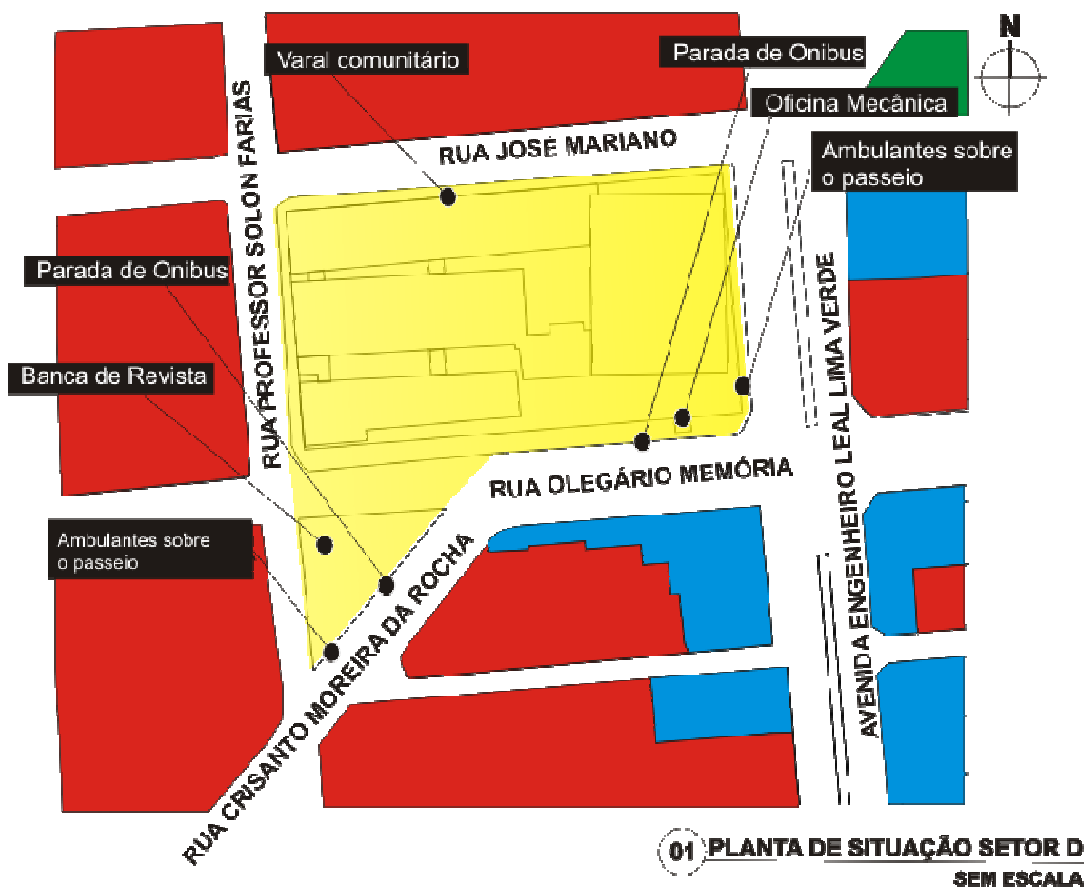 N
Varal comunitário
Parada de Onibus
Oficina Mecânica
Ambulantes sobre
o passeio
RUA JOSÉ MARIANO
RUA PROFESSOR SOLON FARIAS
Parada de Onibus
Banca de Revista
Ambulantes sobre
o passeio
AVENIDA ENGENHEIRO LEAL LIMA VERDE
RUA OLEGÁRIO MEMÓRIA
RUA CRISANTO MOREIRA DA ROCHA
01 PLANTA DE SITUAÇÃO SETOR D
SEM ESCALA